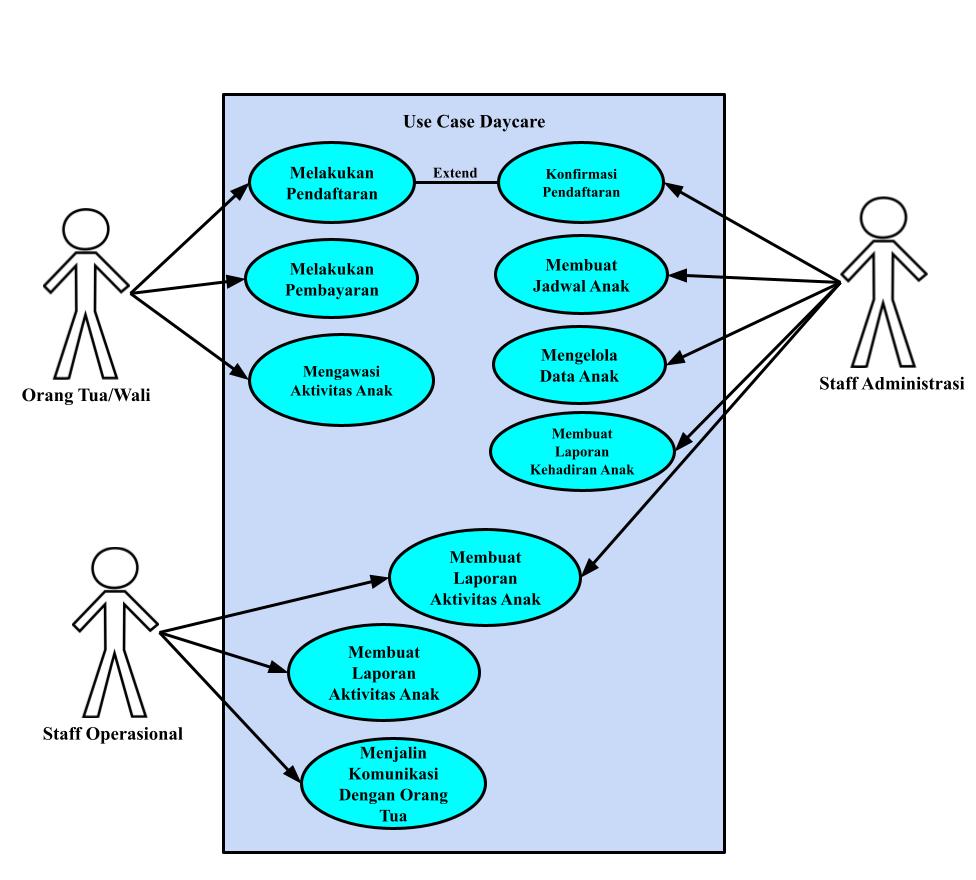 Use Case Daycare
Melakukan
Pendaftaran
Extend
Konfirmasi
Pendaftaran
Melakukan
Pembayaran
Membuat
Jadwal Anak
Mengawasi
Aktivitas Anak
Mengelola
Data Anak
Membuat
Laporan
Kehadiran Anak
Orang Tua/Wali
Staff Administrasi
Membuat
Laporan
Aktivitas Anak
Membuat
Laporan
Aktivitas Anak
Staff Operasional
Menjalin
Komunikasi
Dengan Orang
Tua